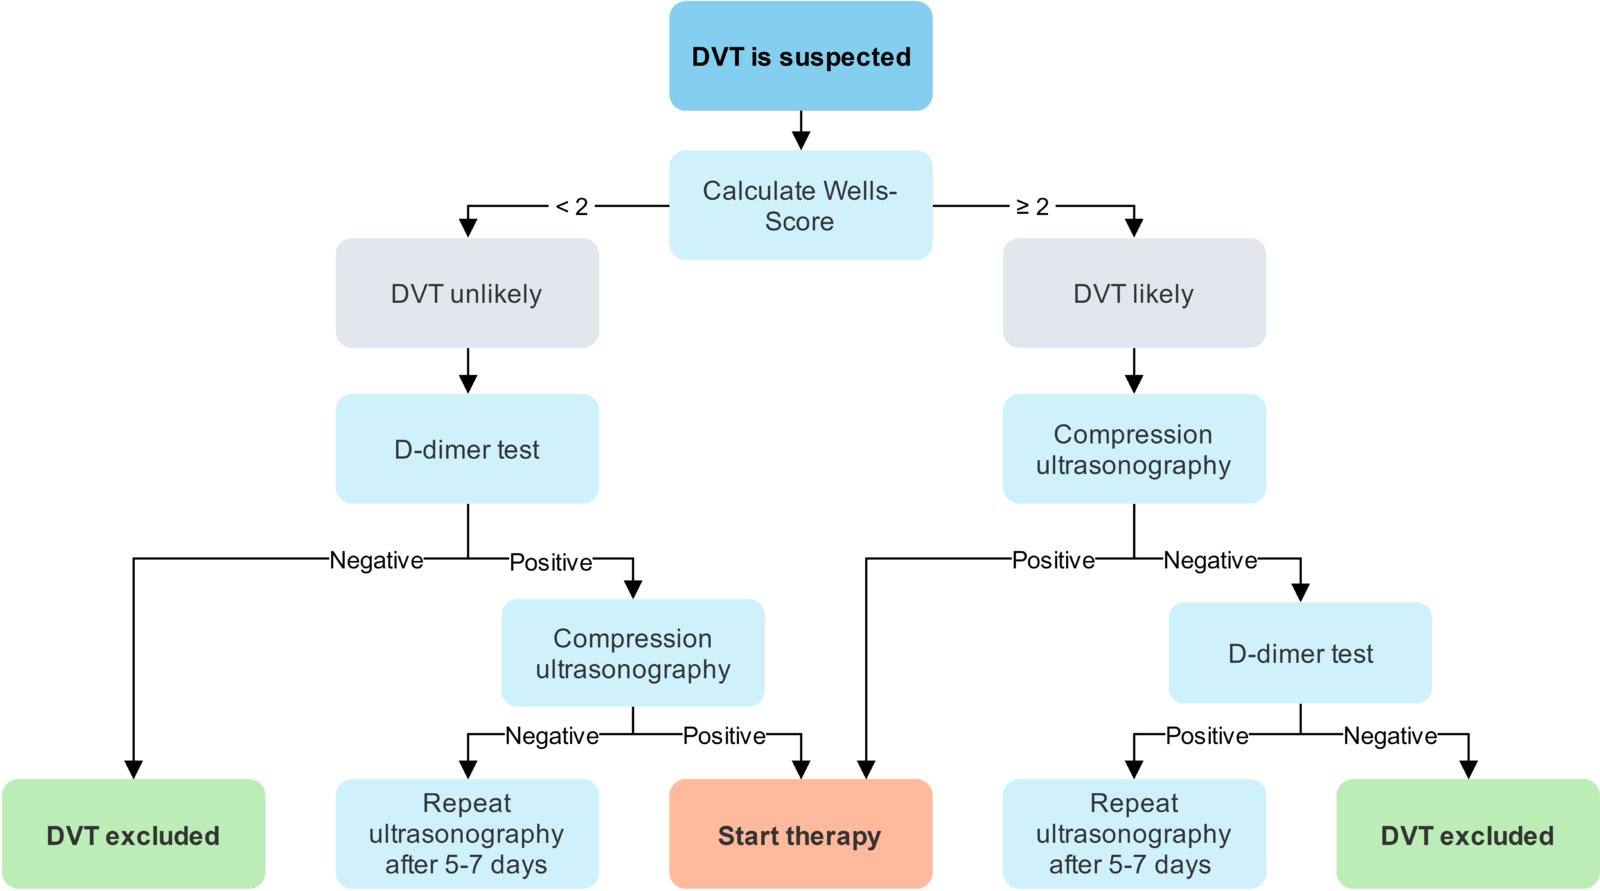 DVT is suspected
Calculate Wells-
Score
< 2
≥ 2
DVT unlikely
DVT likely
D-dimer test
Compression
ultrasonography
Negative
Positive
Positive
Negative
Compression
ultrasonography
D-dimer test
Negative
Positive
Positive
Negative
DVT excluded
Repeat
ultrasonography
after 5-7 days
Start therapy
Repeat
ultrasonography
after 5-7 days
DVT excluded